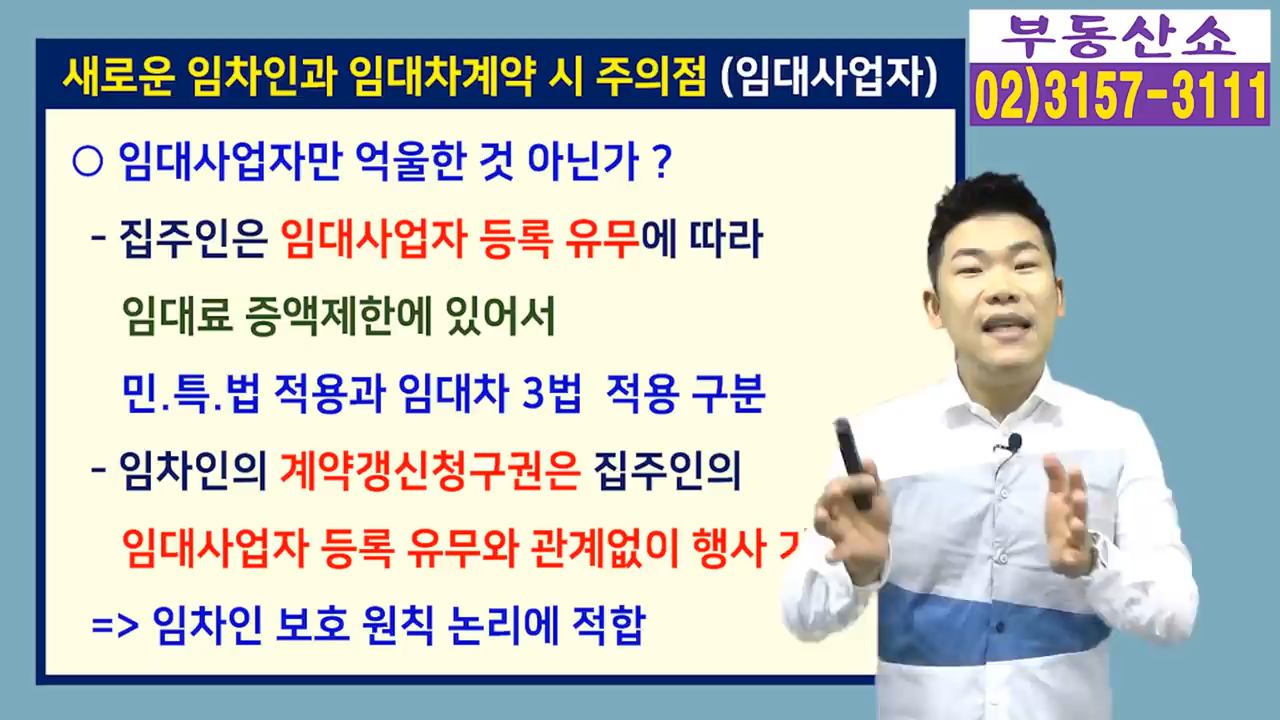 부동산쇼
02)3157-3111
새로운 임차인과 임대차계약 시 주의점 (임대사업자)
○ 임대사업자만 억울한 것 아닌가 ?
- 집주인은 임대사업자 등록 유무에 따라
임대료 증액제한에 있어서
민.특.법 적용과 임대차 3법 적용 구분
- 임차인의 계약갱신청구권은 집주인의
임대사업자 등록 유무와 관계없이 행사
=> 임차인 보호 원칙 논리에 적합